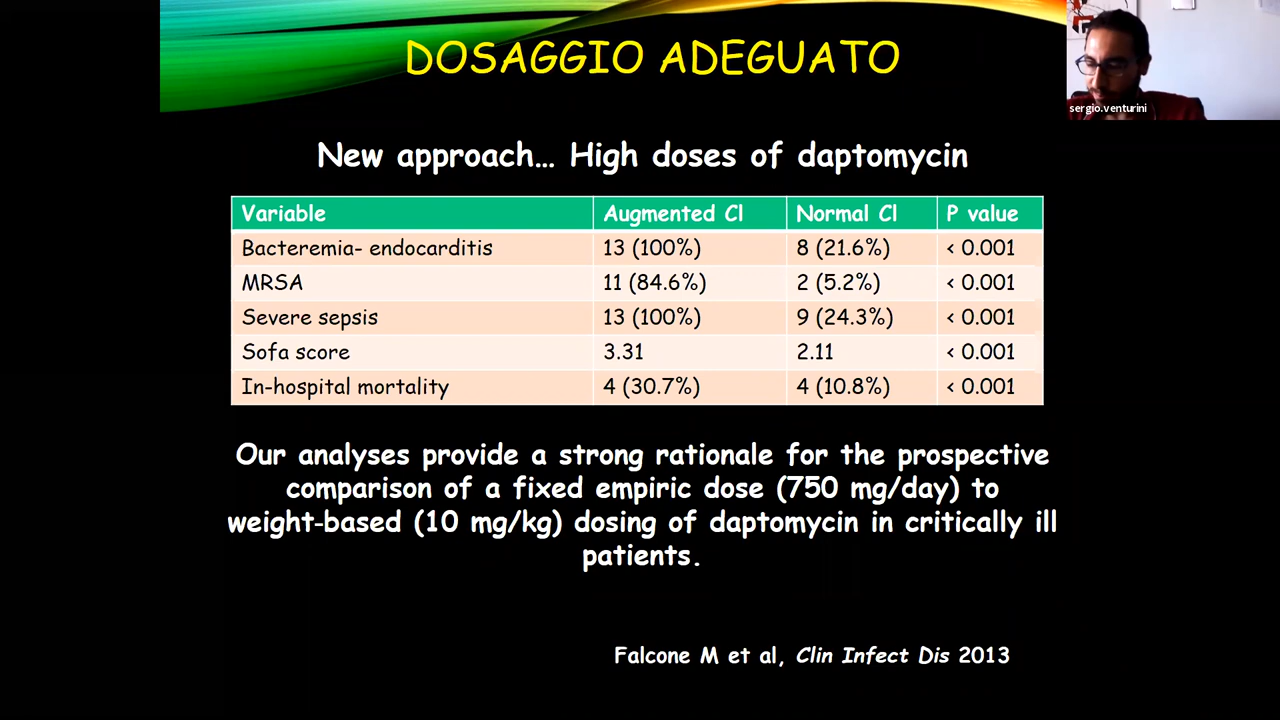 DOSAGGIO ADEGUATO
sergio.venturini
New approach... High doses of daptomycin
Variable Augmented Cl Normal Cl P value
Bacteremia- endocarditis 13 (100%) 8 (21.6%) < 0.001
MRSA 11 (84.6%) 2 (5.2%) < 0.001
Severe sepsis 13 (100%) 9 (24.3%) < 0.001
Sofa score 3.31 2.11 < 0.001
In-hospital mortality 4 (30.7%) 4 (10.8%) < 0.001
Our analyses provide a strong rationale for the prospective
comparison of a fixed empiric dose (750 mg/day) to
weight-based (10 mg/kg) dosing of daptomycin in critically ill
patients.
Falcone M et al, Clin Infect Dis 2013